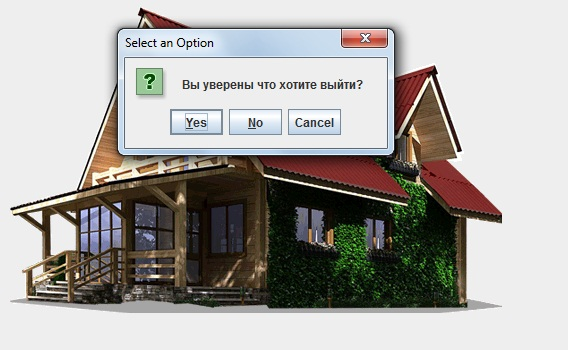 Select an Option
Вы уверены что хотите выйти?
Yes No Cancel